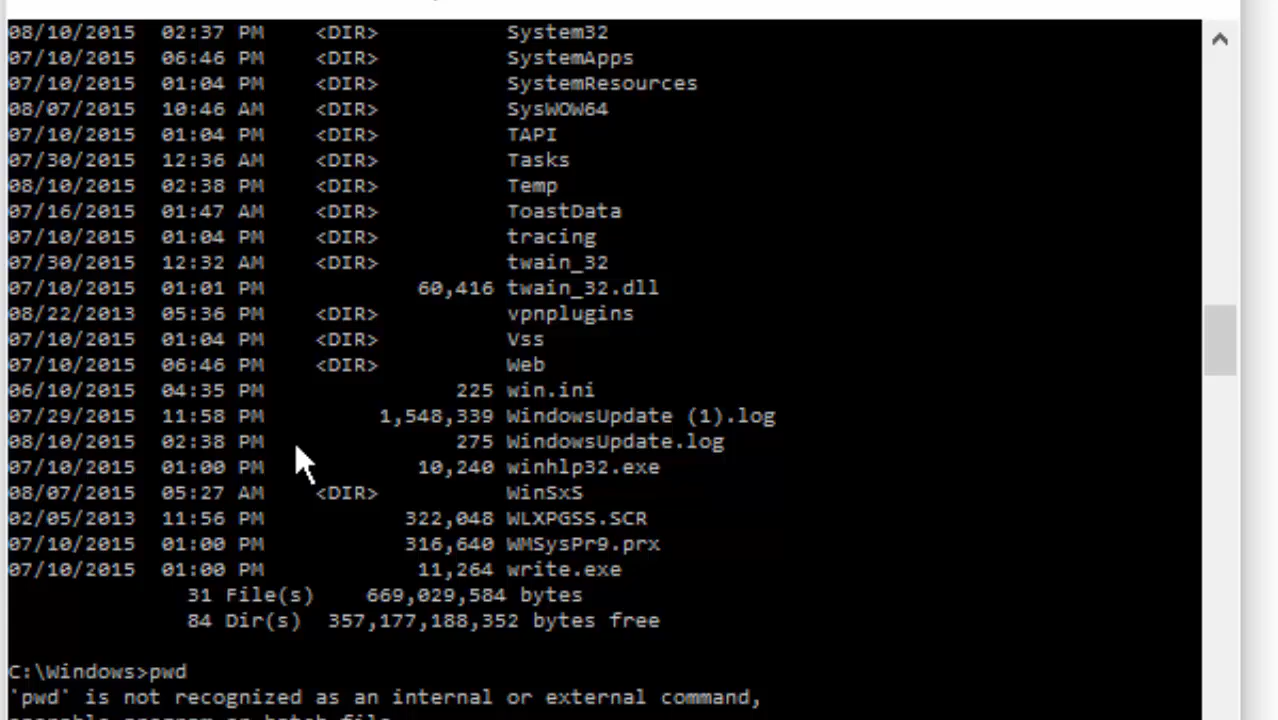 08/10/2015  02:37 PM    <DIR>          System32
07/10/2015  06:46 PM    <DIR>          SystemApps
07/10/2015  01:04 PM    <DIR>          SystemResources
08/07/2015  10:46 AM    <DIR>          SysWOW64
07/10/2015  01:04 PM    <DIR>          TAPI
07/30/2015  12:36 AM    <DIR>          Tasks
08/10/2015  02:38 PM    <DIR>          Temp
07/16/2015  01:47 AM    <DIR>          ToastData
07/10/2015  01:04 PM    <DIR>          tracing
07/30/2015  12:32 AM    <DIR>          twain_32
07/10/2015  01:01 PM            60,416 twain_32.dll
08/22/2013  05:36 PM    <DIR>          vpnplugins
07/10/2015  01:04 PM    <DIR>          Vss
07/10/2015  06:46 PM    <DIR>          Web
06/10/2015  04:35 PM               225 win.ini
07/29/2015  11:58 PM         1,548,339 WindowsUpdate (1).log
08/10/2015  02:38 PM               275 WindowsUpdate.log
07/10/2015  01:00 PM            10,240 winhlp32.exe
08/07/2015  05:27 AM    <DIR>          WinSxS
02/05/2013  11:56 PM           322,048 WLXPGSS.SCR
07/10/2015  01:00 PM           316,640 WMSysPr9.prx
07/10/2015  01:00 PM            11,264 write.exe
31 File(s)    669,029,584 bytes
84 Dir(s)  357,177,188,352 bytes free
C:\Windows>pwd
'pwd' is not recognized as an internal or external command,
operable program or batch file.